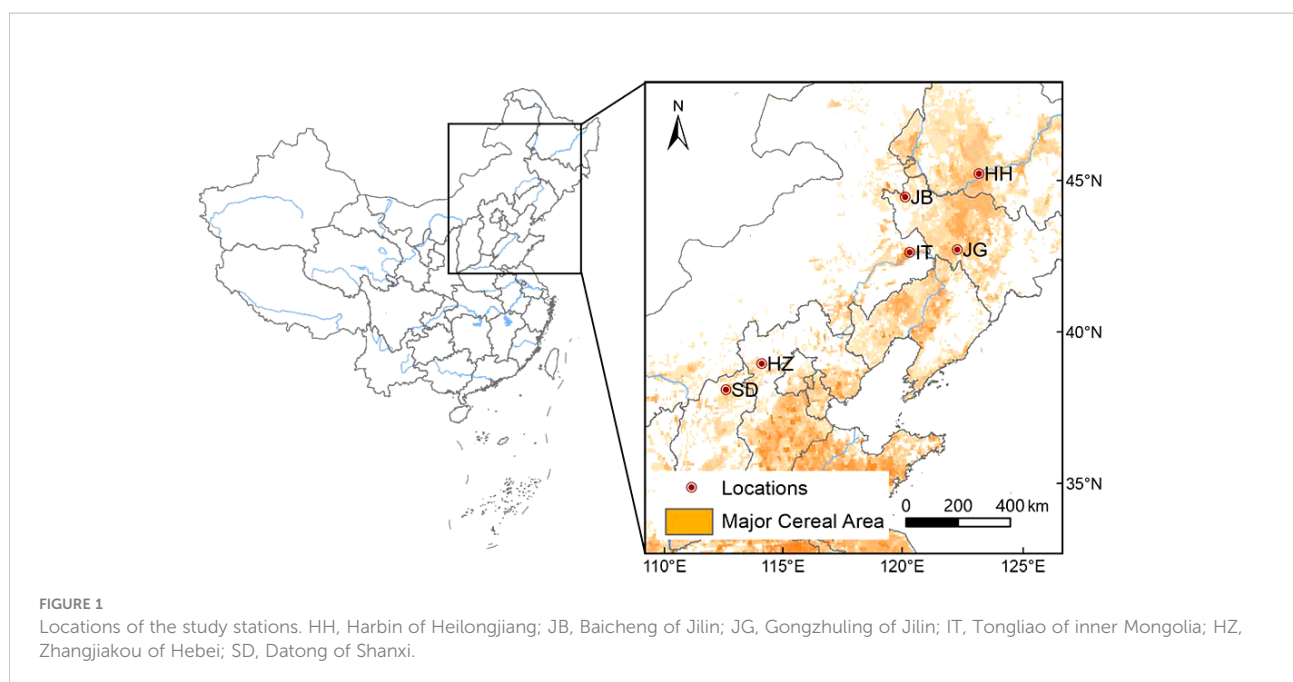 N
HH
45°N
JB
IT
JG
40°N
HZ
SD
35°N
Locations
Major Cereal Area
0 200 400 km
110°E 115°E 120°E 125°E
FIGURE 1
Locations of the study stations. HH, Harbin of Heilongjiang; JB, Baicheng of Jilin; JG, Gongzhuling of Jilin; IT, Tongliao of inner Mongolia; HZ,
Zhangjiakou of Hebei; SD, Datong of Shanxi.